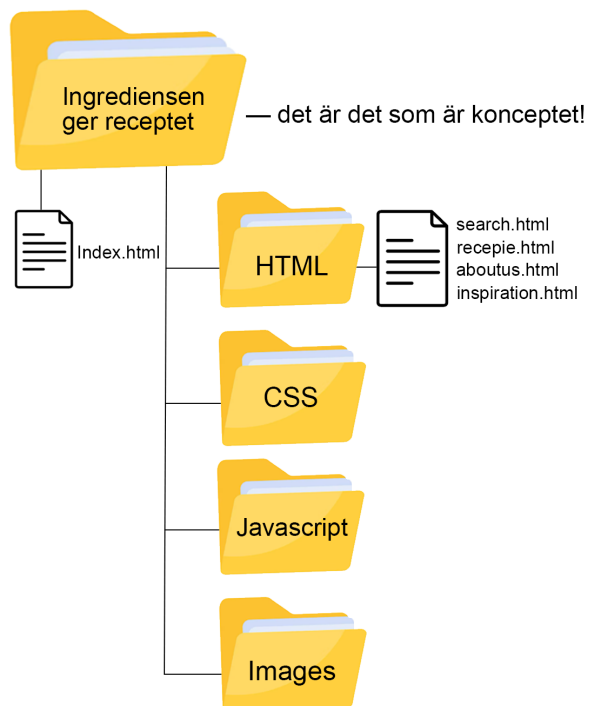 Ingrediensen
ger receptet
— det är det som är konceptet!
Index.html
HTML
search.html
recepie.html
aboutus.html
inspiration.html
CSS
Javascript
Images